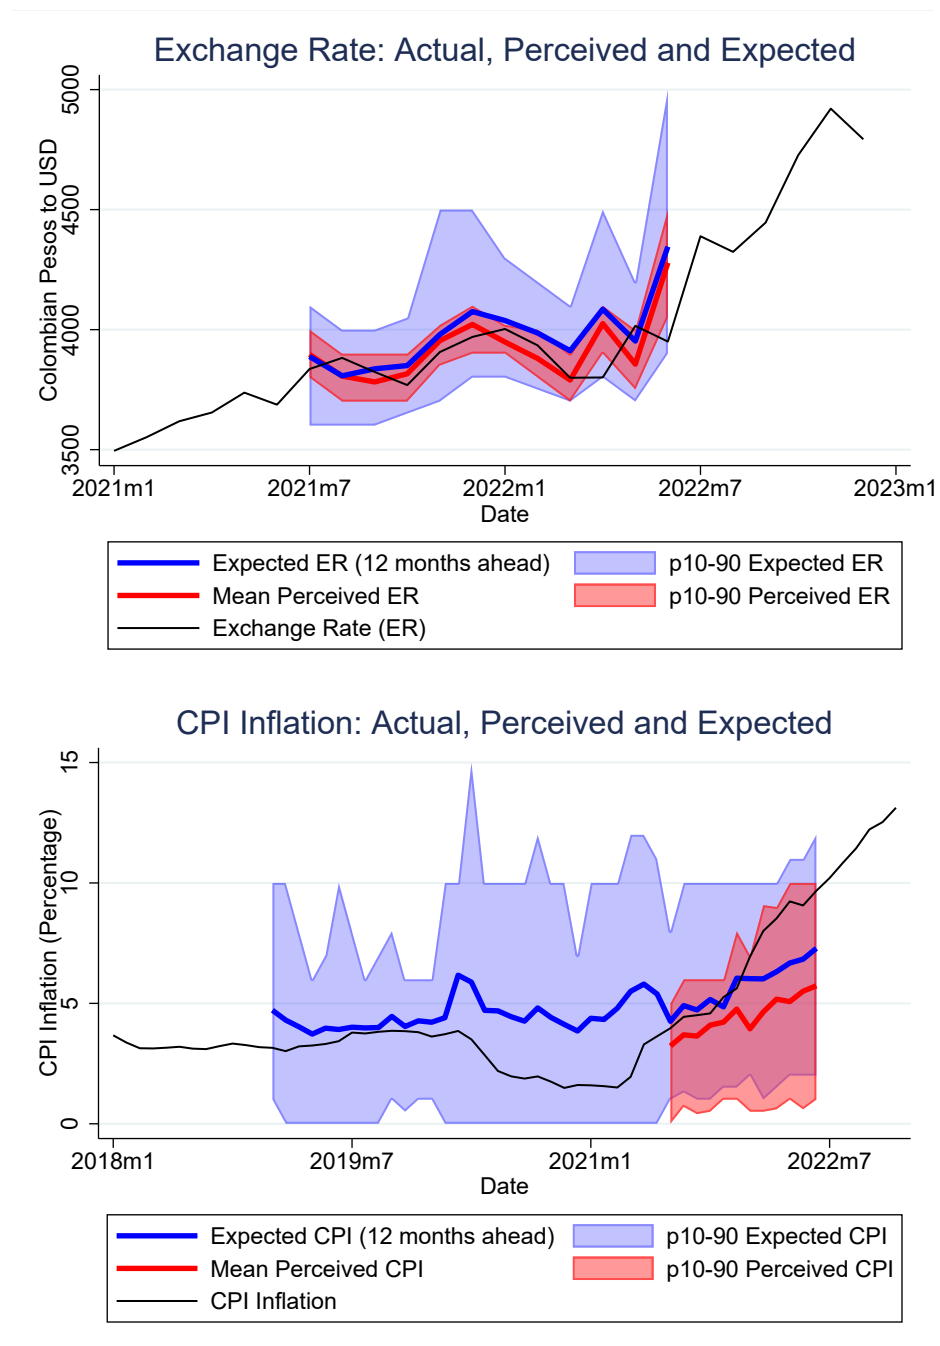 Exchange Rate: Actual, Perceived and Expected
Colombian Pesos to USD
5000
4500
4000
3500
2021m1 2021m7 2022m1 2022m7 2023m1
Date
Expected ER (12 months ahead) p10-90 Expected ER
Mean Perceived ER p10-90 Perceived ER
Exchange Rate (ER)
CPI Inflation: Actual, Perceived and Expected
CPI Inflation (Percentage)
15
10
5
0
2018m1 2019m7 2021m1 2022m7
Date
Expected CPI (12 months ahead) p10-90 Expected CPI
Mean Perceived CPI p10-90 Perceived CPI
CPI Inflation